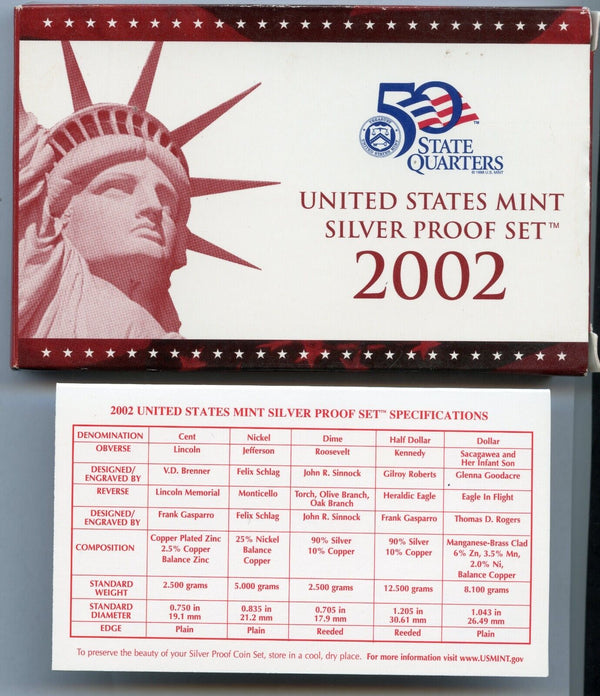 50
STATE
QUARTERS
© 1998 U.S. MINT
UNITED STATES MINT
SILVER PROOF SET™
2002
2002 UNITED STATES MINT SILVER PROOF SET™ SPECIFICATIONS
DENOMINATION Cent Nickel Dime Half Dollar Dollar
OBVERSE Lincoln Jefferson Roosevelt Kennedy Sacagawea and
Her Infant Son
DESIGNED/ V.D. Brenner Felix Schlag John R. Sinnock Gilroy Roberts Glenna Goodacre
ENGRAVED BY
REVERSE Lincoln Memorial Monticello Torch, Olive Branch, Heraldic Eagle Eagle In Flight
Oak Branch
DESIGNED/ Frank Gasparro Felix Schlag John R. Sinnock Frank Gasparro Thomas D. Rogers
ENGRAVED BY
COMPOSITION Copper Plated Zinc 25% Nickel 90% Silver 90% Silver Manganese-Brass Clad
2.5% Copper Balance 10% Copper 10% Copper 6% Zn, 3.5% Mn,
Balance Zinc Copper 2.0% Ni,
Balance Copper
STANDARD 2.500 grams 5.000 grams 2.500 grams 12.500 grams 8.100 grams
WEIGHT
STANDARD 0.750 in 0.835 in 0.705 in 1.205 in 1.043 in
DIAMETER 19.1 mm 21.2 mm 17.9 mm 30.61 mm 26.49 mm
EDGE Plain Plain Reeded Reeded Plain
To preserve the beauty of your Silver Proof Coin Set, store in a cool, dry place. For more information visit www.USMINT.gov